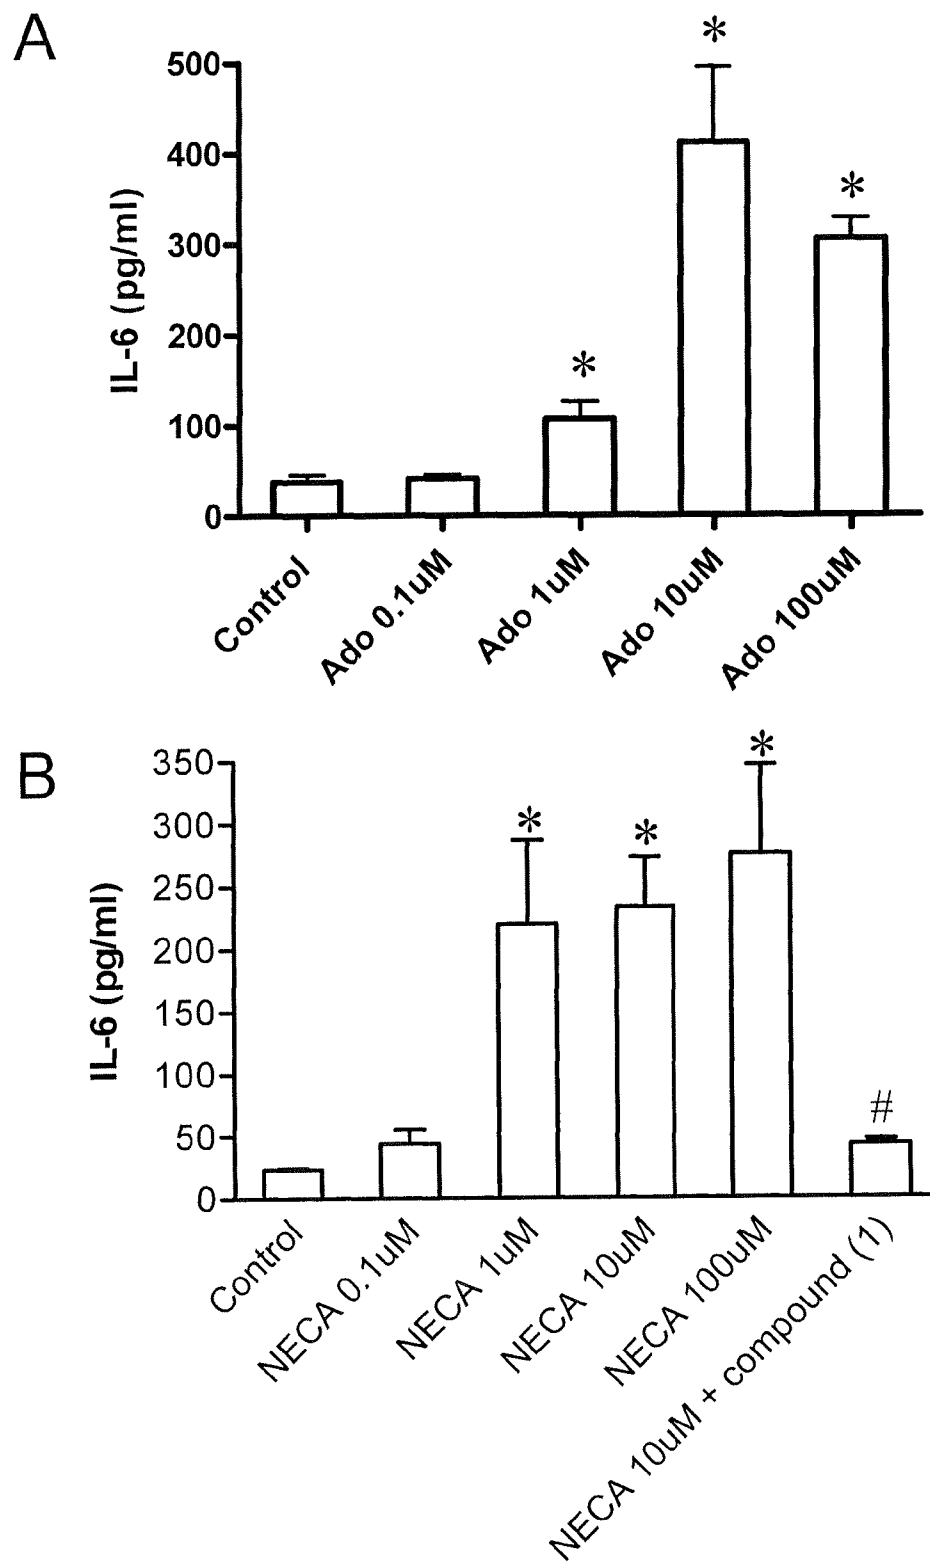 A
*
500
*
400
300
200
*
100
0
IL-6 (pg/ml)
Control
Ado 0.1uM
Ado 1uM
Ado 10uM
Ado 100uM
B
*
350
*
*
300
250
200
150
100
#
50
0
IL-6 (pg/ml)
Control
NECA 0.1uM
NECA 1uM
NECA 10uM
NECA 100uM
NECA 10uM + compound (1)